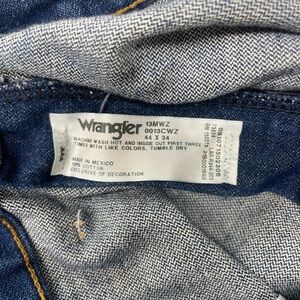 Wrangler
13MWZ
0013CWZ
44 X 34
MACHINE WASH HOT AND INSIDE OUT FIRST THREE
TIMES WITH LIKE COLORS, TUMBLE DRY
MADE IN MEXICO
100% COTTON
EXCLUSIVE OF DECORATION